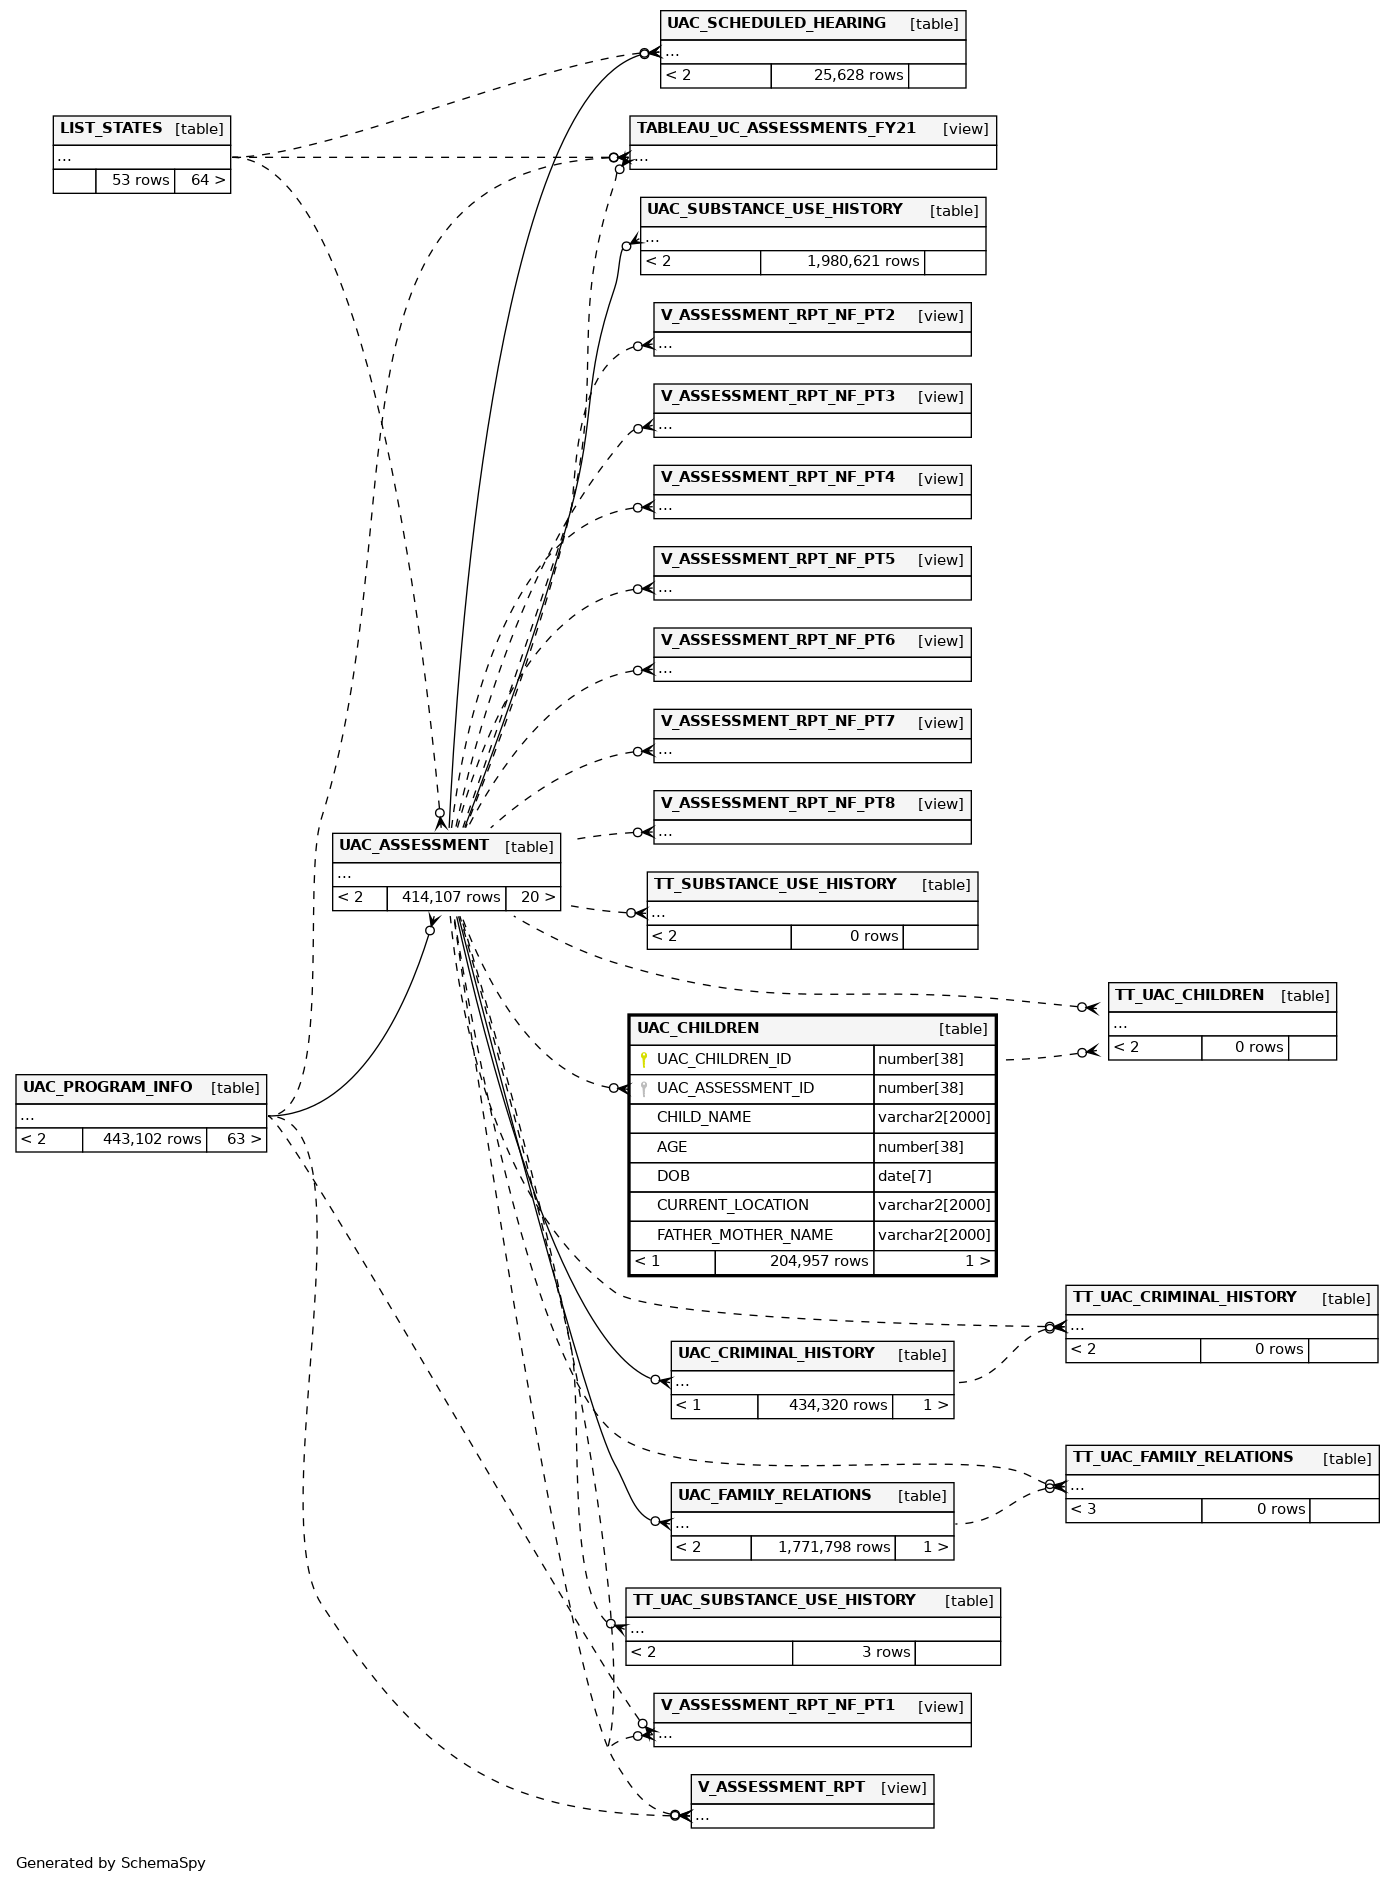 UAC_SCHEDULED_HEARING [table]
...
< 2 25,628 rows
LIST_STATES [table]
...
53 rows 64 >
TABLEAU_UC_ASSESSMENTS_FY21 [view]
...
UAC_SUBSTANCE_USE_HISTORY [table]
...
< 2 1,980,621 rows
V_ASSESSMENT_RPT_NF_PT2 [view]
...
V_ASSESSMENT_RPT_NF_PT3 [view]
...
V_ASSESSMENT_RPT_NF_PT4 [view]
...
V_ASSESSMENT_RPT_NF_PT5 [view]
...
V_ASSESSMENT_RPT_NF_PT6 [view]
...
V_ASSESSMENT_RPT_NF_PT7 [view]
...
V_ASSESSMENT_RPT_NF_PT8 [view]
...
UAC_ASSESSMENT [table]
...
< 2 414,107 rows 20 >
TT_SUBSTANCE_USE_HISTORY [table]
...
< 2 0 rows
TT_UAC_CHILDREN [table]
...
< 2 0 rows
UAC_CHILDREN [table]
UAC_CHILDREN_ID number[38]
UAC_ASSESSMENT_ID number[38]
CHILD_NAME varchar2[2000]
AGE number[38]
DOB date[7]
CURRENT_LOCATION varchar2[2000]
FATHER_MOTHER_NAME varchar2[2000]
< 1 204,957 rows 1 >
UAC_PROGRAM_INFO [table]
...
< 2 443,102 rows 63 >
TT_UAC_CRIMINAL_HISTORY [table]
...
< 2 0 rows
UAC_CRIMINAL_HISTORY [table]
...
< 1 434,320 rows 1 >
TT_UAC_FAMILY_RELATIONS [table]
...
< 3 0 rows
UAC_FAMILY_RELATIONS [table]
...
< 2 1,771,798 rows 1 >
TT_UAC_SUBSTANCE_USE_HISTORY [table]
...
< 2 3 rows
V_ASSESSMENT_RPT_NF_PT1 [view]
...
V_ASSESSMENT_RPT [view]
...
Generated by SchemaSpy